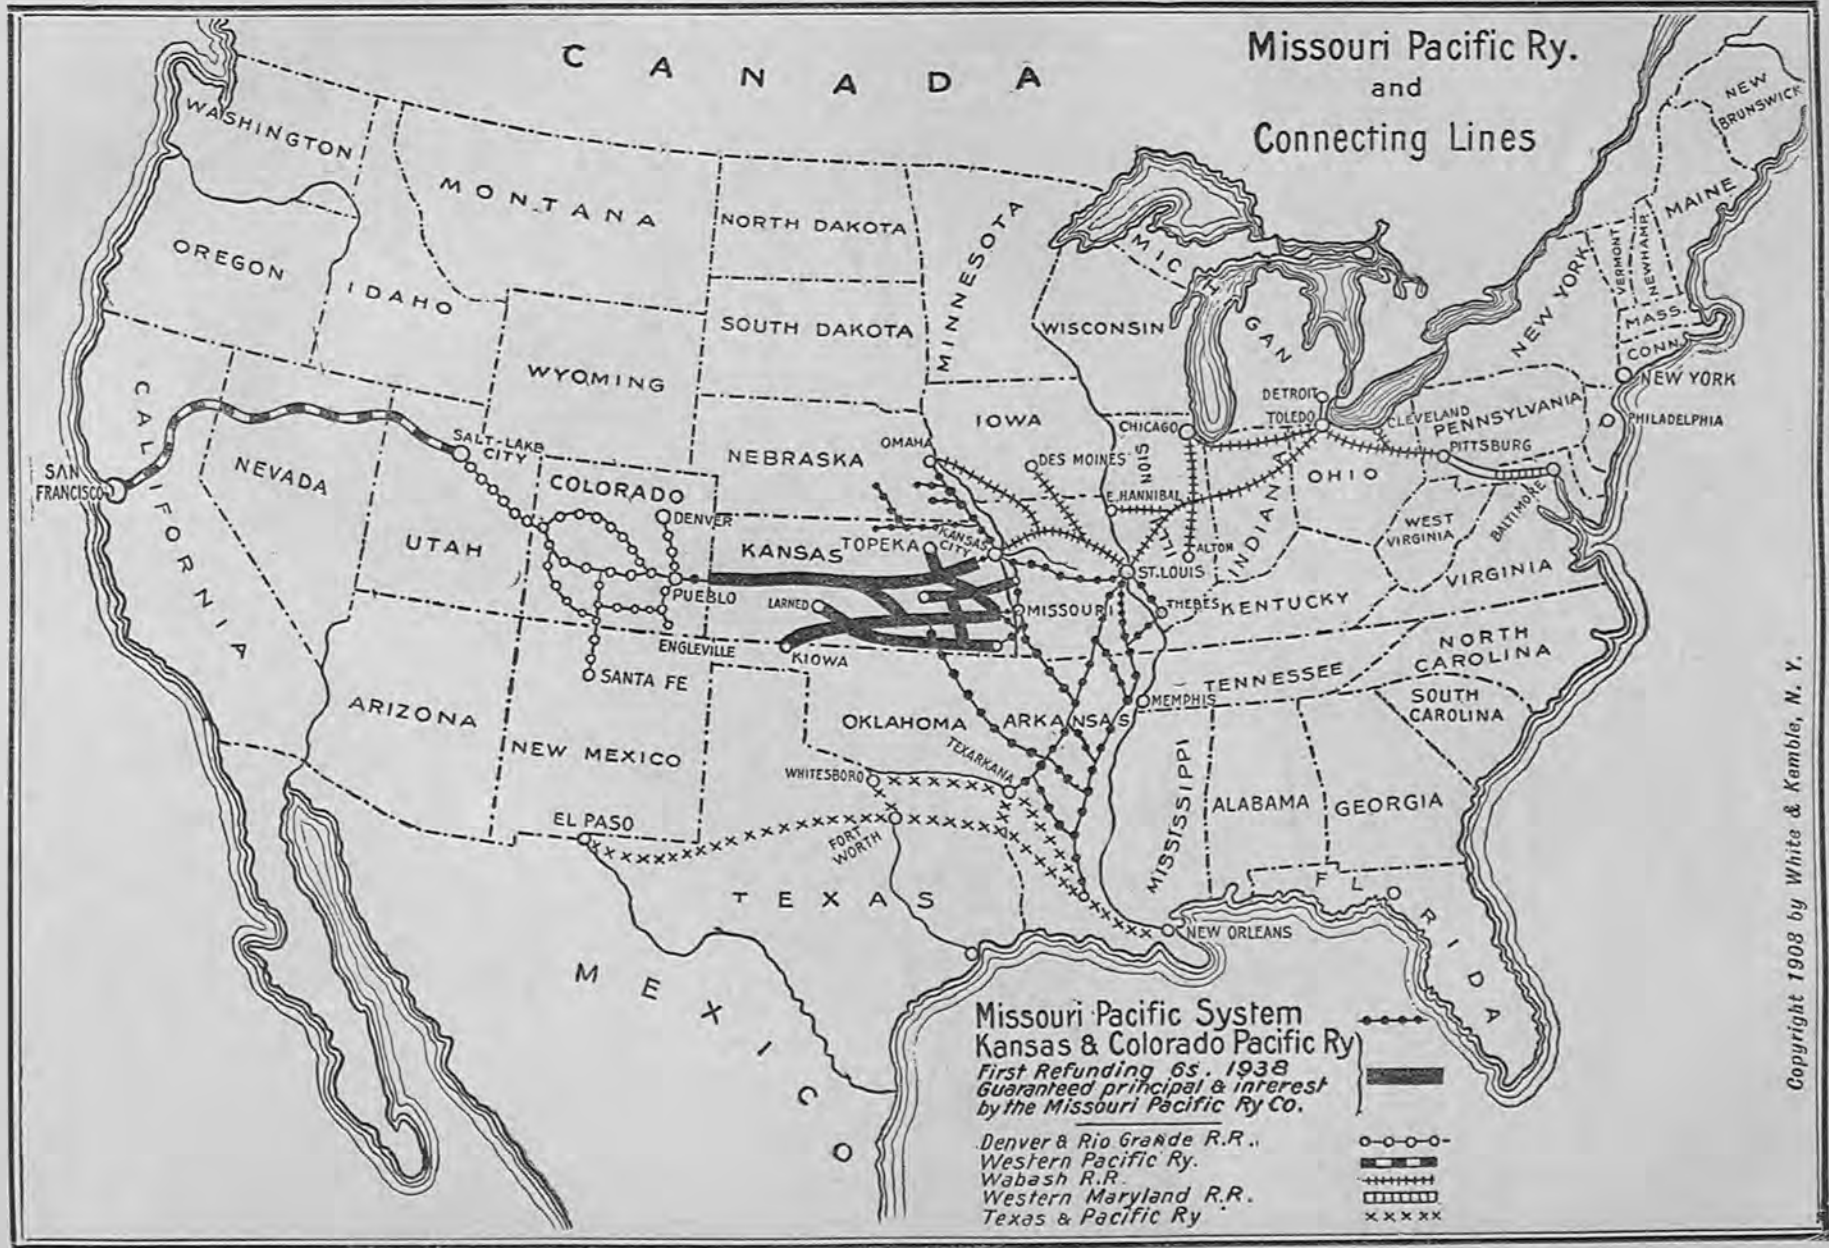 Missouri Pacific Ry.
and
Connecting Lines
CANADA
WASHINGTON
MONTANA
NORTH DAKOTA
MINNESOTA
OREGON
IDAHO
SOUTH DAKOTA
WISCONSIN
MICHIGAN
NEW BRUNSWICK
MAINE
VERMONT
NEWHAMP
NEW YORK
MASS.
CONN.
WYOMING
IOWA
NEBRASKA
OMAHA
DES MOINES
CHICAGO
DETROIT
TOLEDO
CLEVELAND
PENNSYLVANIA
PITTSBURG
NEW YORK
PHILADELPHIA
CALIFORNIA
SAN
FRANCISCO
NEVADA
SALT-LAKE
CITY
UTAH
COLORADO
DENVER
PUEBLO
ENGLEVILLE
SANTA FE
KANSAS
TOPEKA
KANSAS
CITY
LARNED
KIOWA
MISSOURI
E. HANNIBAL
ILLINOIS
ALTON
ST. LOUIS
THEBES
INDIANA
OHIO
WEST
VIRGINIA
BALTIMORE
VIRGINIA
KENTUCKY
NORTH
CAROLINA
TENNESSEE
SOUTH
CAROLINA
MEMPHIS
ARIZONA
NEW MEXICO
OKLAHOMA
ARKANSAS
TEXARKANA
WHITESBORO
EL PASO
FORT
WORTH
TEXAS
MISSISSIPPI
ALABAMA
GEORGIA
FLORIDA
NEW ORLEANS
MEXICO
Missouri Pacific System
Kansas & Colorado Pacific Ry
First Refunding 6s. 1938
Guaranteed principal & interest
by the Missouri Pacific Ry Co.
Denver & Rio Grande R.R.,
Western Pacific Ry.
Wabash R.R.
Western Maryland R.R.
Texas & Pacific Ry
Copyright 1908 by White & Kemble, N. Y.